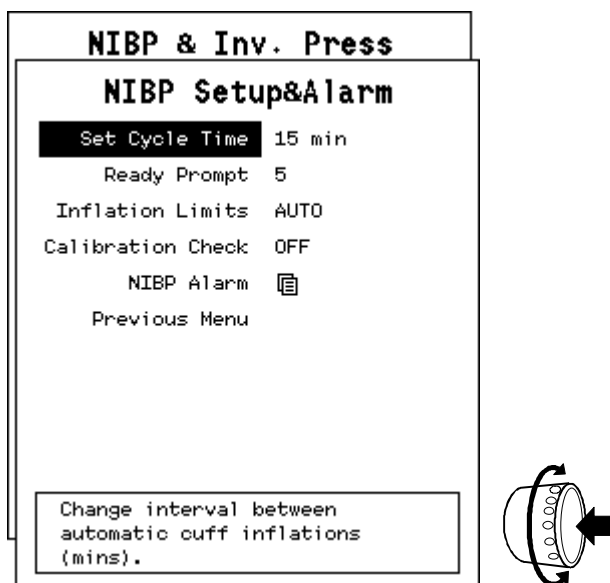 NIBP & Inv. Press
NIBP Setup&Alarm
Set Cycle Time 15 min
Ready Prompt 5
Inflation Limits AUTO
Calibration Check OFF
NIBP Alarm
Previous Menu
Change interval between
automatic cuff inflations
(mins).